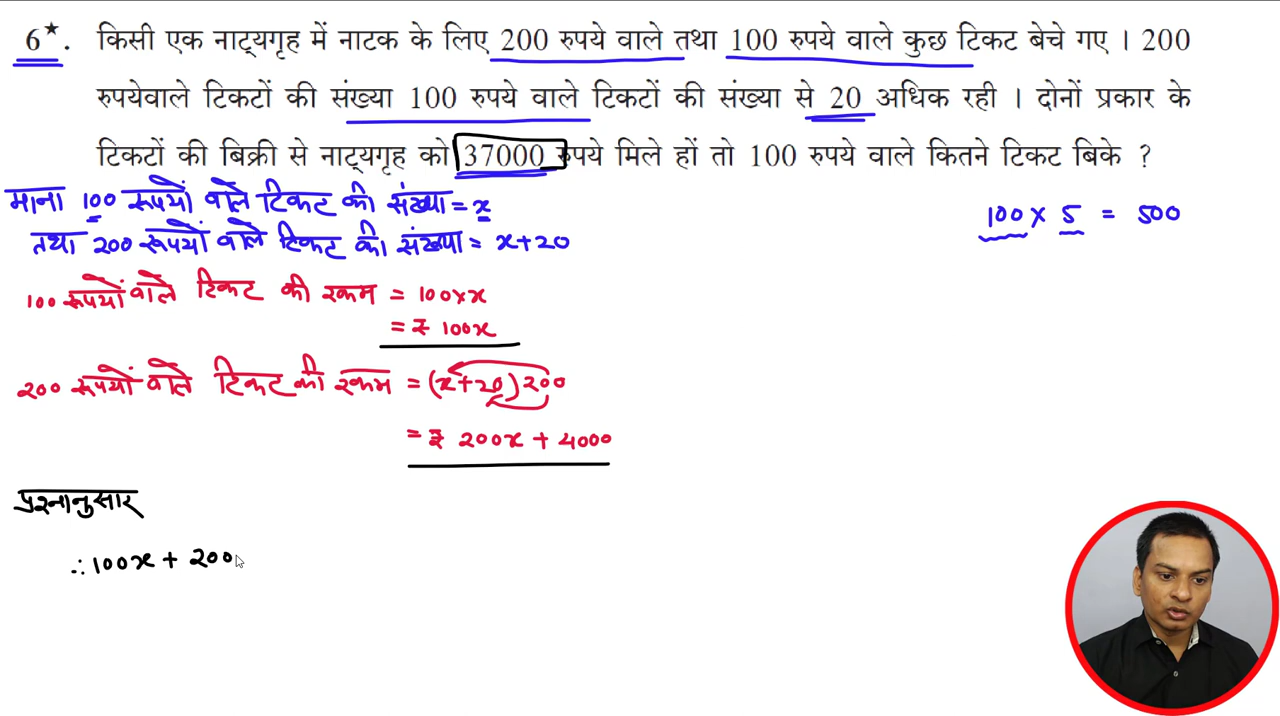 6★. किसी एक नाट्यगृह में नाटक के लिए 200 रुपये वाले तथा 100 रुपये वाले कुछ टिकट बेचे गए । 200
रुपयेवाले टिकटों की संख्या 100 रुपये वाले टिकटों की संख्या से 20 अधिक रही । दोनों प्रकार के
टिकटों की बिक्री से नाट्यगृह को 37000 रुपये मिले हों तो 100 रुपये वाले कितने टिकट बिके ?
माना 100 रूपयों वाले टिकट की संख्या = x
तथा 200 रूपयों वाले टिकट की संख्या = x+20
100 × 5 = 500
100 रूपयों वाले टिकट की रकम = 100×x
= ₹ 100x
200 रूपयों वाले टिकट की रकम = (x+20)200
= ₹ 200x + 4000
प्रश्नानुसार
∴ 100x + 200